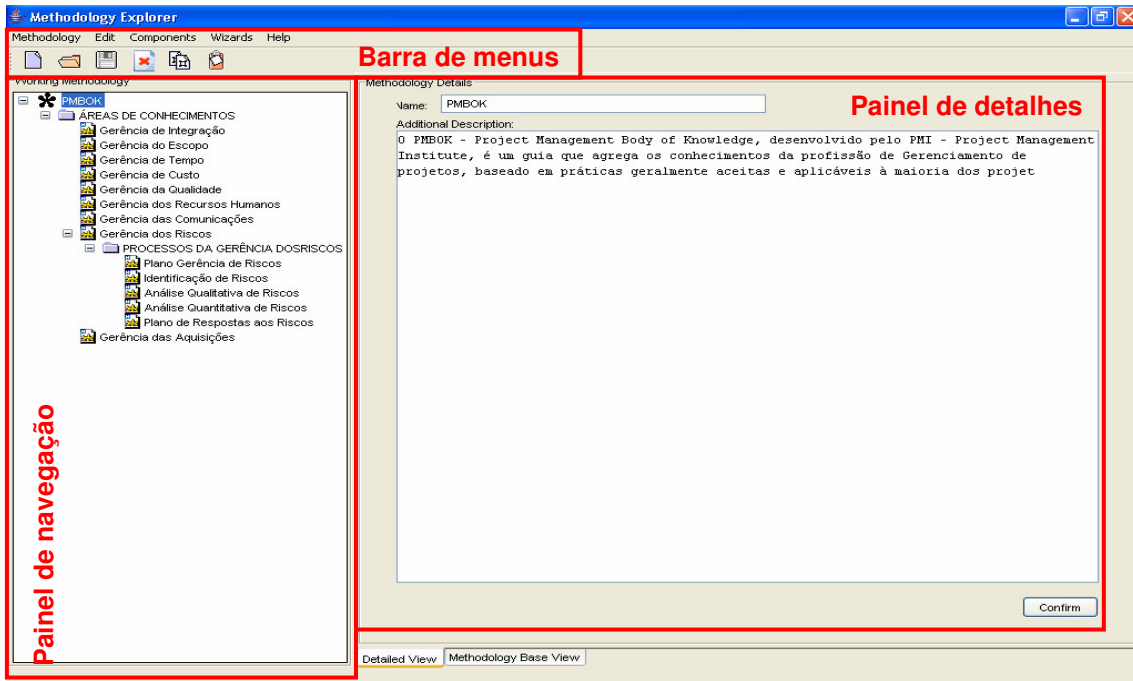 Methodology Explorer
Methodology Edit Components Wizards Help
Barra de menus
Working Methodology
PMBOK
ÁREAS DE CONHECIMENTOS
Gerência de Integração
Gerência do Escopo
Gerência de Tempo
Gerência de Custo
Gerência da Qualidade
Gerência dos Recursos Humanos
Gerência das Comunicações
Gerência dos Riscos
PROCESSOS DA GERÊNCIA DOSRISCOS
Plano Gerência de Riscos
Identificação de Riscos
Análise Qualitativa de Riscos
Análise Quantitativa de Riscos
Plano de Respostas aos Riscos
Gerência das Aquisições
Painel de navegação
Methodology Details
Painel de detalhes
Name: PMBOK
Additional Description:
O PMBOK - Project Management Body of Knowledge, desenvolvido pelo PMI - Project Management
Institute, é um guia que agrega os conhecimentos da profissão de Gerenciamento de
projetos, baseado em práticas geralmente aceitas e aplicáveis à maioria dos projet
Confirm
Detailed View Methodology Base View